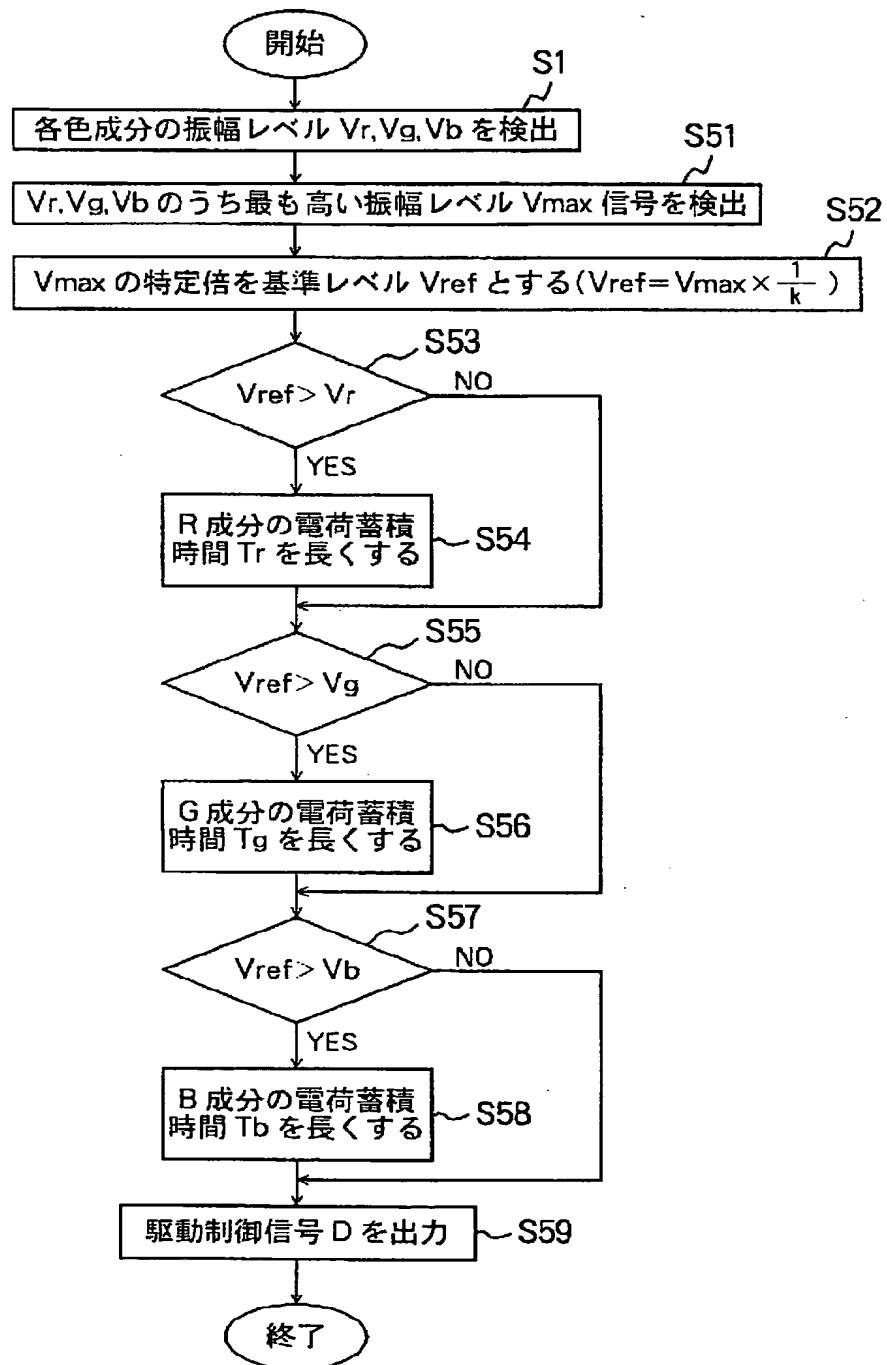 開始
S1
各色成分の振幅レベル Vr,Vg,Vb を検出
S51
Vr,Vg,Vb のうち最も高い振幅レベル Vmax 信号を検出
S52
Vmax の特定倍を基準レベル Vref とする(Vref=Vmax×1/k)
S53
Vref> Vr
NO
YES
R 成分の電荷蓄積
時間 Tr を長くする
S54
S55
Vref> Vg
NO
YES
G 成分の電荷蓄積
時間 Tg を長くする
S56
S57
Vref> Vb
NO
YES
B 成分の電荷蓄積
時間 Tb を長くする
S58
駆動制御信号 D を出力
S59
終了